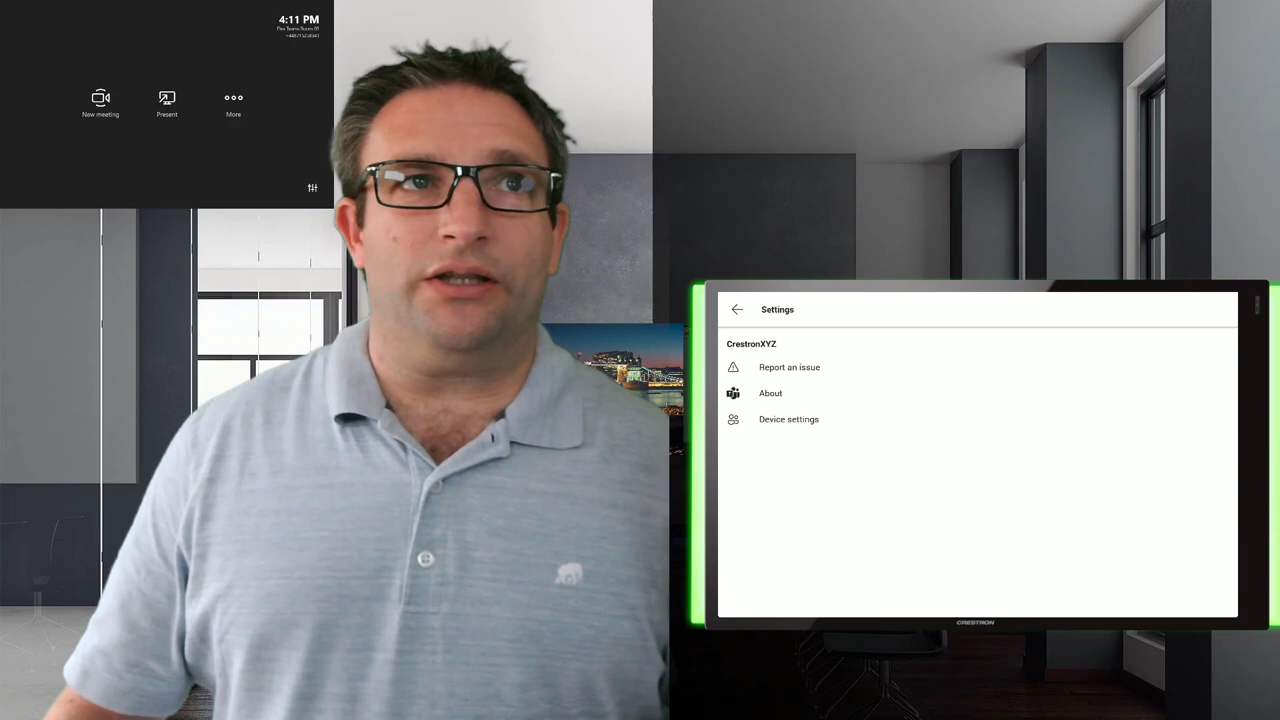 4:11 PM
New meeting
Present
More
Settings
CrestronXYZ
Report an issue
About
Device settings
CRESTRON